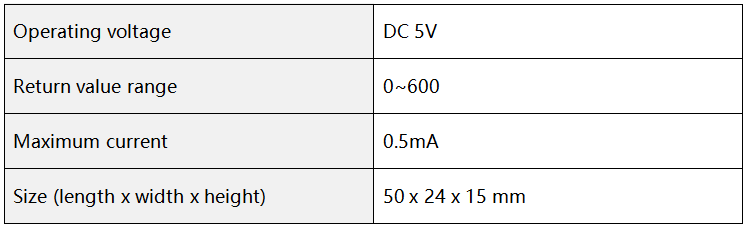 Operating voltage DC 5V
Return value range 0~600
Maximum current 0.5mA
Size (length x width x height) 50 x 24 x 15 mm